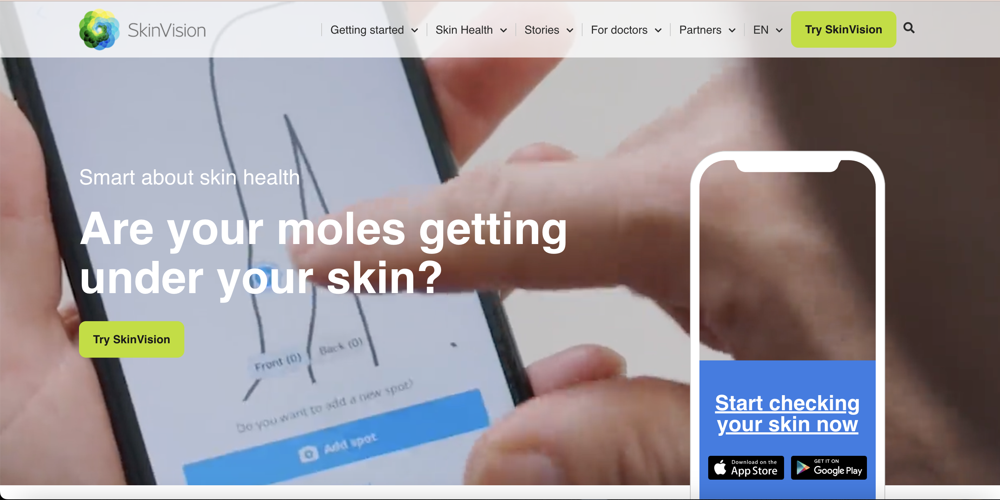 SkinVision
Getting started
Skin Health
Stories
For doctors
Partners
EN
Try SkinVision
Smart about skin health
Are your moles getting
under your skin?
Try SkinVision
Front (0)
Back (0)
Do you want to add a new spot?
Add spot
Start checking
your skin now
Download on the
App Store
GET IT ON
Google Play